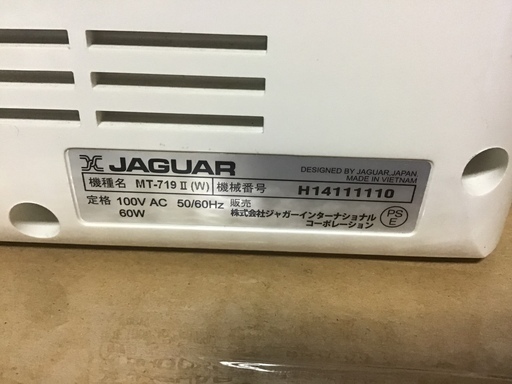 JAGUAR
DESIGNED BY JAGUAR,JAPAN
MADE IN VIETNAM
機種名 MT-719 II (W) 機械番号 H14111110
定格 100V AC 50/60Hz 販売
60W 株式会社ジャガーインターナショナル
コーポレーション
PS
E